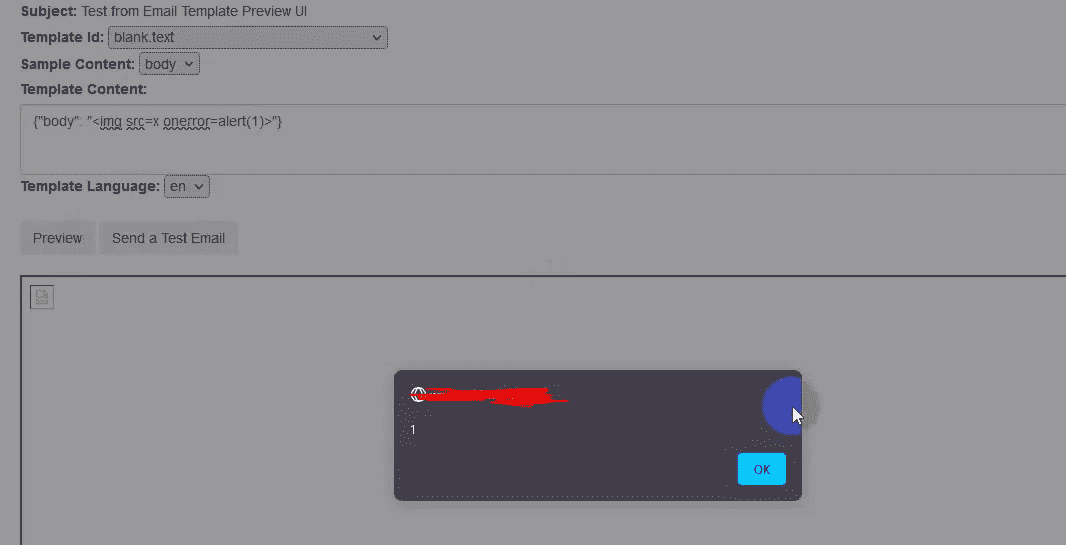 Subject: Test from Email Template Preview UI
Template Id: blank.text
Sample Content: body
Template Content:
{"body": "<img src=x onerror=alert(1)>"}
Template Language: en
Preview Send a Test Email
1
OK